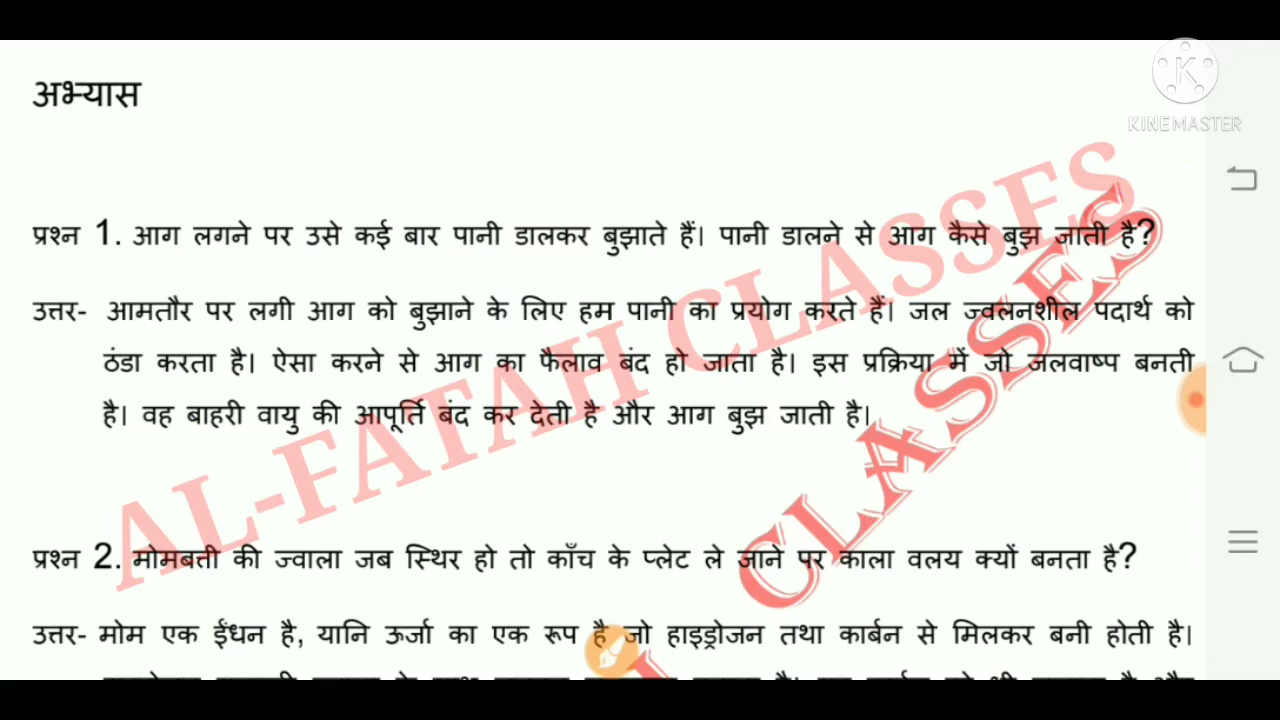 अभ्यास
KINEMASTER
प्रश्न 1. आग लगने पर उसे कई बार पानी डालकर बुझाते हैं। पानी डालने से आग कैसे बुझ जाती है?
उत्तर- आमतौर पर लगी आग को बुझाने के लिए हम पानी का प्रयोग करते हैं। जल ज्वलनशील पदार्थ को
ठंडा करता है। ऐसा करने से आग का फैलाव बंद हो जाता है। इस प्रक्रिया में जो जलवाष्प बनती
है। वह बाहरी वायु की आपूर्ति बंद कर देती है और आग बुझ जाती है।
AL-FATAH CLASSES
CLASSES
प्रश्न 2. मोमबती की ज्वाला जब स्थिर हो तो काँच के प्लेट ले जाने पर काला वलय क्यों बनता है?
उत्तर- मोम एक ईंधन है, यानि ऊर्जा का एक रूप है जो हाइड्रोजन तथा कार्बन से मिलकर बनी होती है।